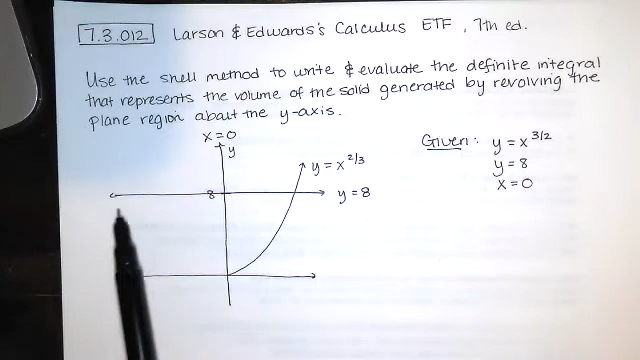 7.3.012 Larson & Edwards's Calculus ETF, 7th ed.
Use the shell method to write & evaluate the definite integral
that represents the volume of the solid generated by revolving the
plane region about the y-axis.
x=0
y
Given: y = x^3/2
y = x^2/3
y = 8
8
y = 8
x = 0